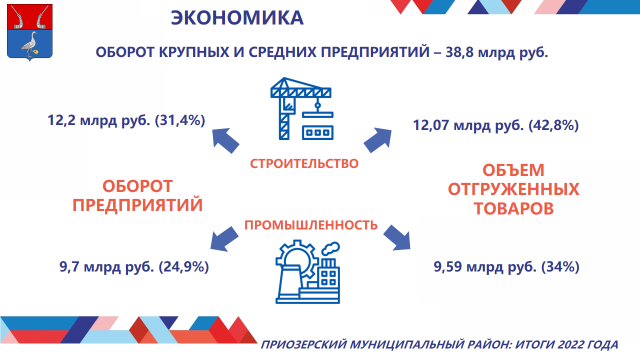 ЭКОНОМИКА
ОБОРОТ КРУПНЫХ И СРЕДНИХ ПРЕДПРИЯТИЙ – 38,8 млрд руб.
12,2 млрд руб. (31,4%)
12,07 млрд руб. (42,8%)
СТРОИТЕЛЬСТВО
ОБОРОТ
ПРЕДПРИЯТИЙ
ОБЪЕМ
ОТГРУЖЕННЫХ
ТОВАРОВ
ПРОМЫШЛЕННОСТЬ
9,7 млрд руб. (24,9%)
9,59 млрд руб. (34%)
ПРИОЗЕРСКИЙ МУНИЦИПАЛЬНЫЙ РАЙОН: ИТОГИ 2022 ГОДА